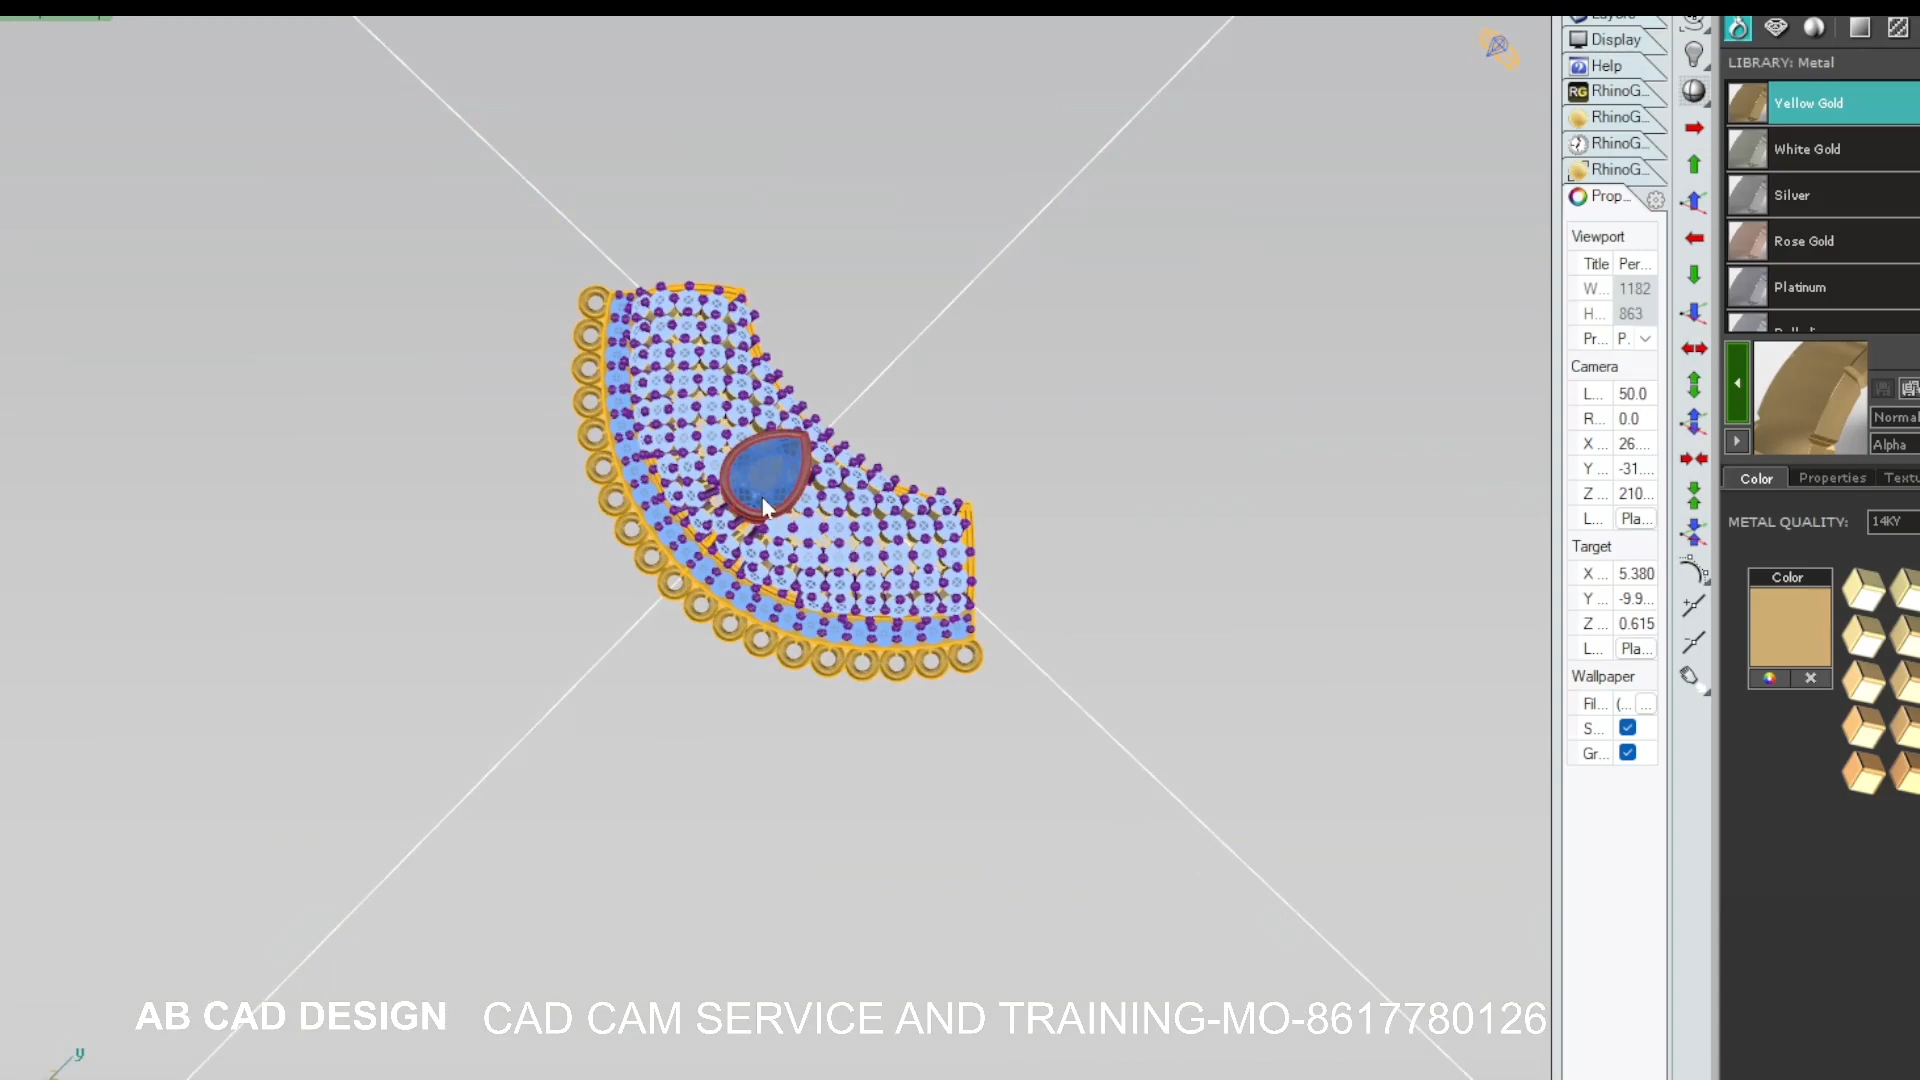 Layers
Display
Help
RG RhinoG...
RhinoG...
RhinoG...
RhinoG...
Prop...
Viewport
Title Per...
W... 1182
H... 863
Pr... P.
Camera
L... 50.0
R... 0.0
X ... 26....
Y ... -31....
Z ... 210...
L... Pla...
Target
X ... 5.380
Y ... -9.9...
Z ... 0.615
L... Pla...
Wallpaper
Fil... (... ...
S...
Gr...
LIBRARY: Metal
Yellow Gold
White Gold
Silver
Rose Gold
Platinum
Normal
Alpha
Color Properties Textu
METAL QUALITY: 14KY
Color
AB CAD DESIGN CAD CAM SERVICE AND TRAINING-MO-8617780126
y
z